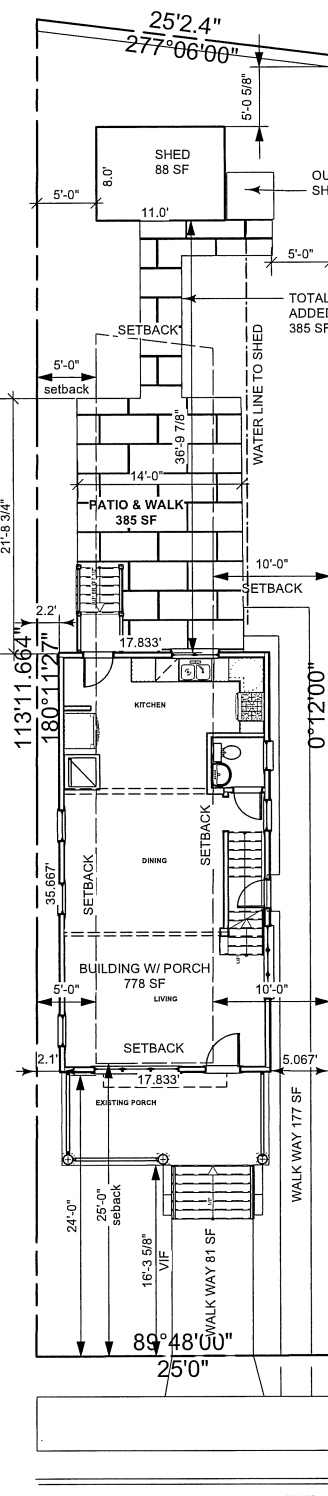 25'2.4"
277°06'00"
5'-0 5/8"
SHED
88 SF
8.0'
11.0'
OU
SH
5'-0"
5'-0"
TOTAL
ADDED
385 SF
SETBACK
5'-0"
setback
WATER LINE TO SHED
36'-9 7/8"
14'-0"
PATIO & WALK
385 SF
21'-8 3/4"
10'-0"
SETBACK
2.2'
17.833'
113'11.664"
180°11'27"
0°12'00"
KITCHEN
SETBACK
SETBACK
DINING
35.667'
BUILDING W/ PORCH
778 SF
LIVING
5'-0"
10'-0"
SETBACK
2.1'
17.833'
5.067'
EXISTING PORCH
WALK WAY 177 SF
24'-0"
25'-0"
seback
16'-3 5/8"
VIF
WALK WAY 81 SF
89°48'00"
25'0"